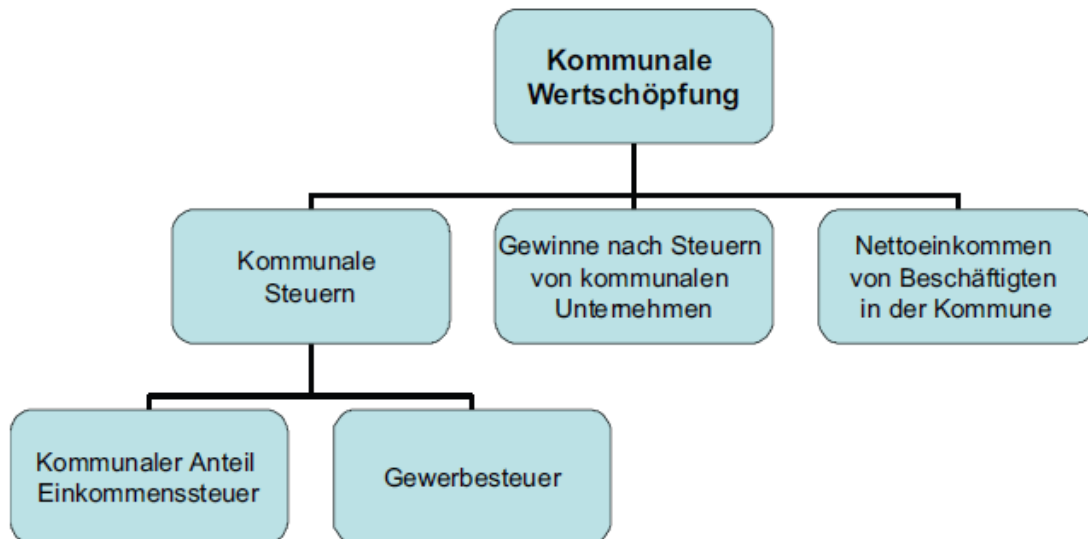 Kommunale
Wertschöpfung
Kommunale
Steuern
Gewinne nach Steuern
von kommunalen
Unternehmen
Nettoeinkommen
von Beschäftigten
in der Kommune
Kommunaler Anteil
Einkommenssteuer
Gewerbesteuer